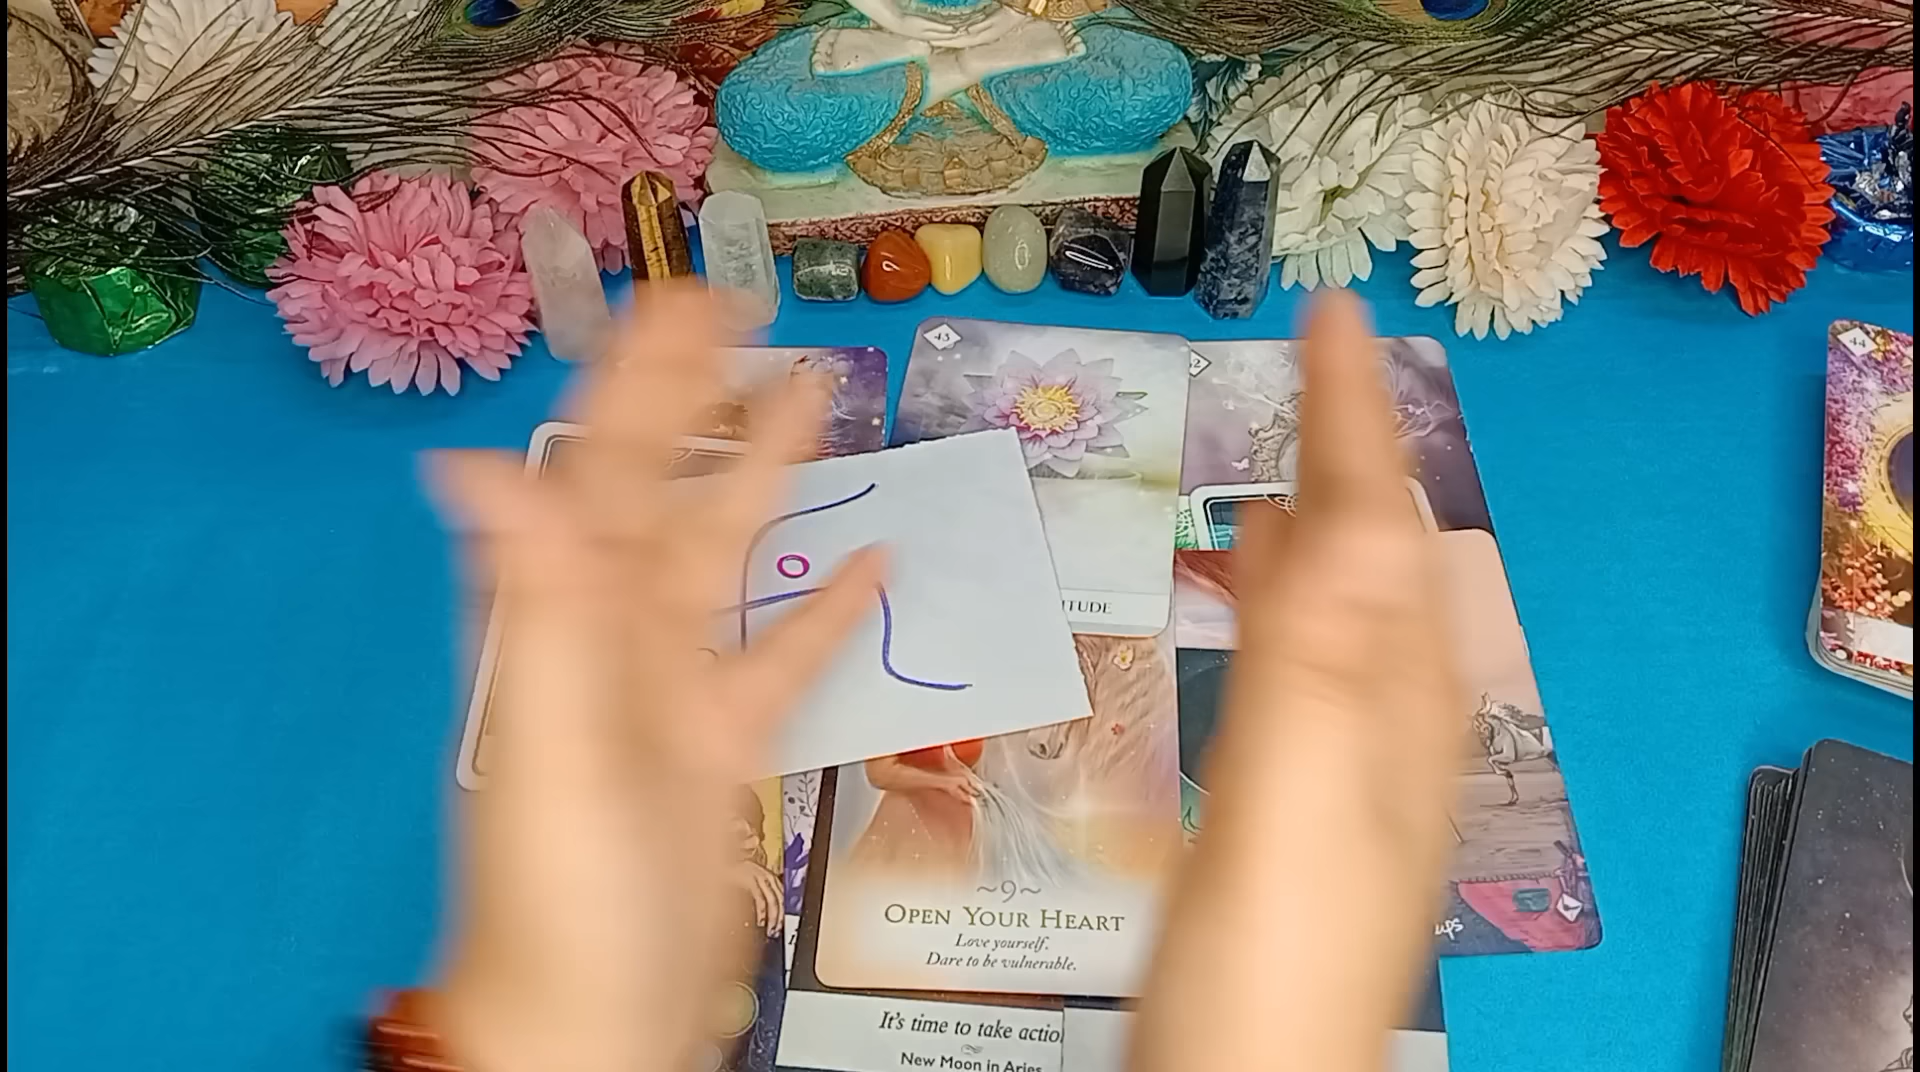 43
44
~9~
OPEN YOUR HEART
Love yourself.
Dare to be vulnerable.
It's time to take
New Moon in Aries